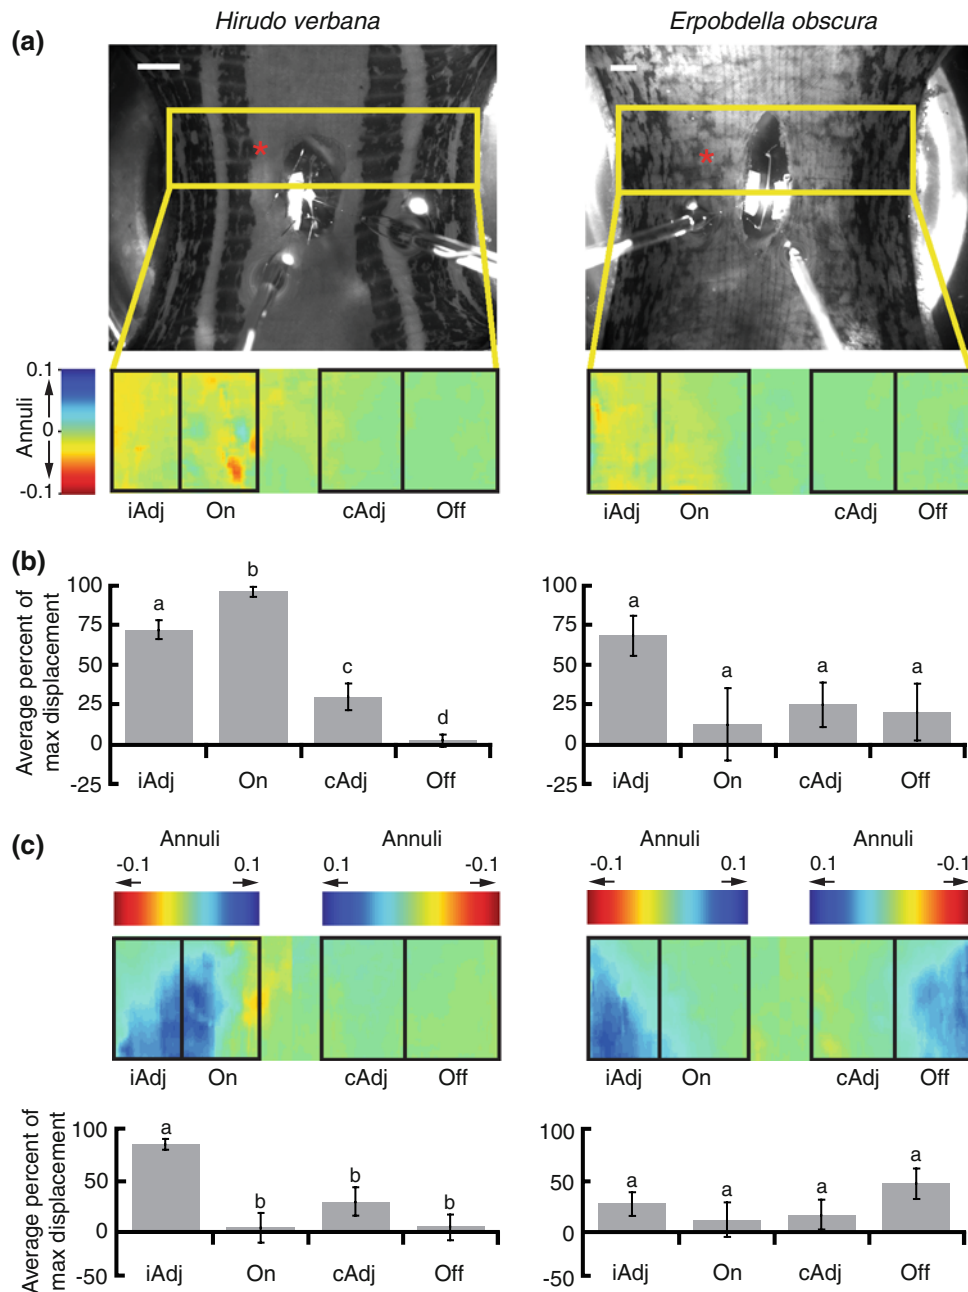 Hirudo verbana
Erpobdella obscura
(a)
*
*
0.1
0
-0.1
Annuli
iAdj On cAdj Off
iAdj On cAdj Off
(b)
Average percent of
max displacement
100
75
50
25
0
-25
a
b
c
d
iAdj On cAdj Off
100
75
50
25
0
-25
a
a
a
a
iAdj On cAdj Off
(c)
Annuli
-0.1 0.1
Annuli
0.1 -0.1
Annuli
-0.1 0.1
Annuli
0.1 -0.1
iAdj On cAdj Off
iAdj On cAdj Off
Average percent of
max displacement
100
50
0
-50
a
b
b
b
iAdj On cAdj Off
100
50
0
-50
a
a
a
a
iAdj On cAdj Off